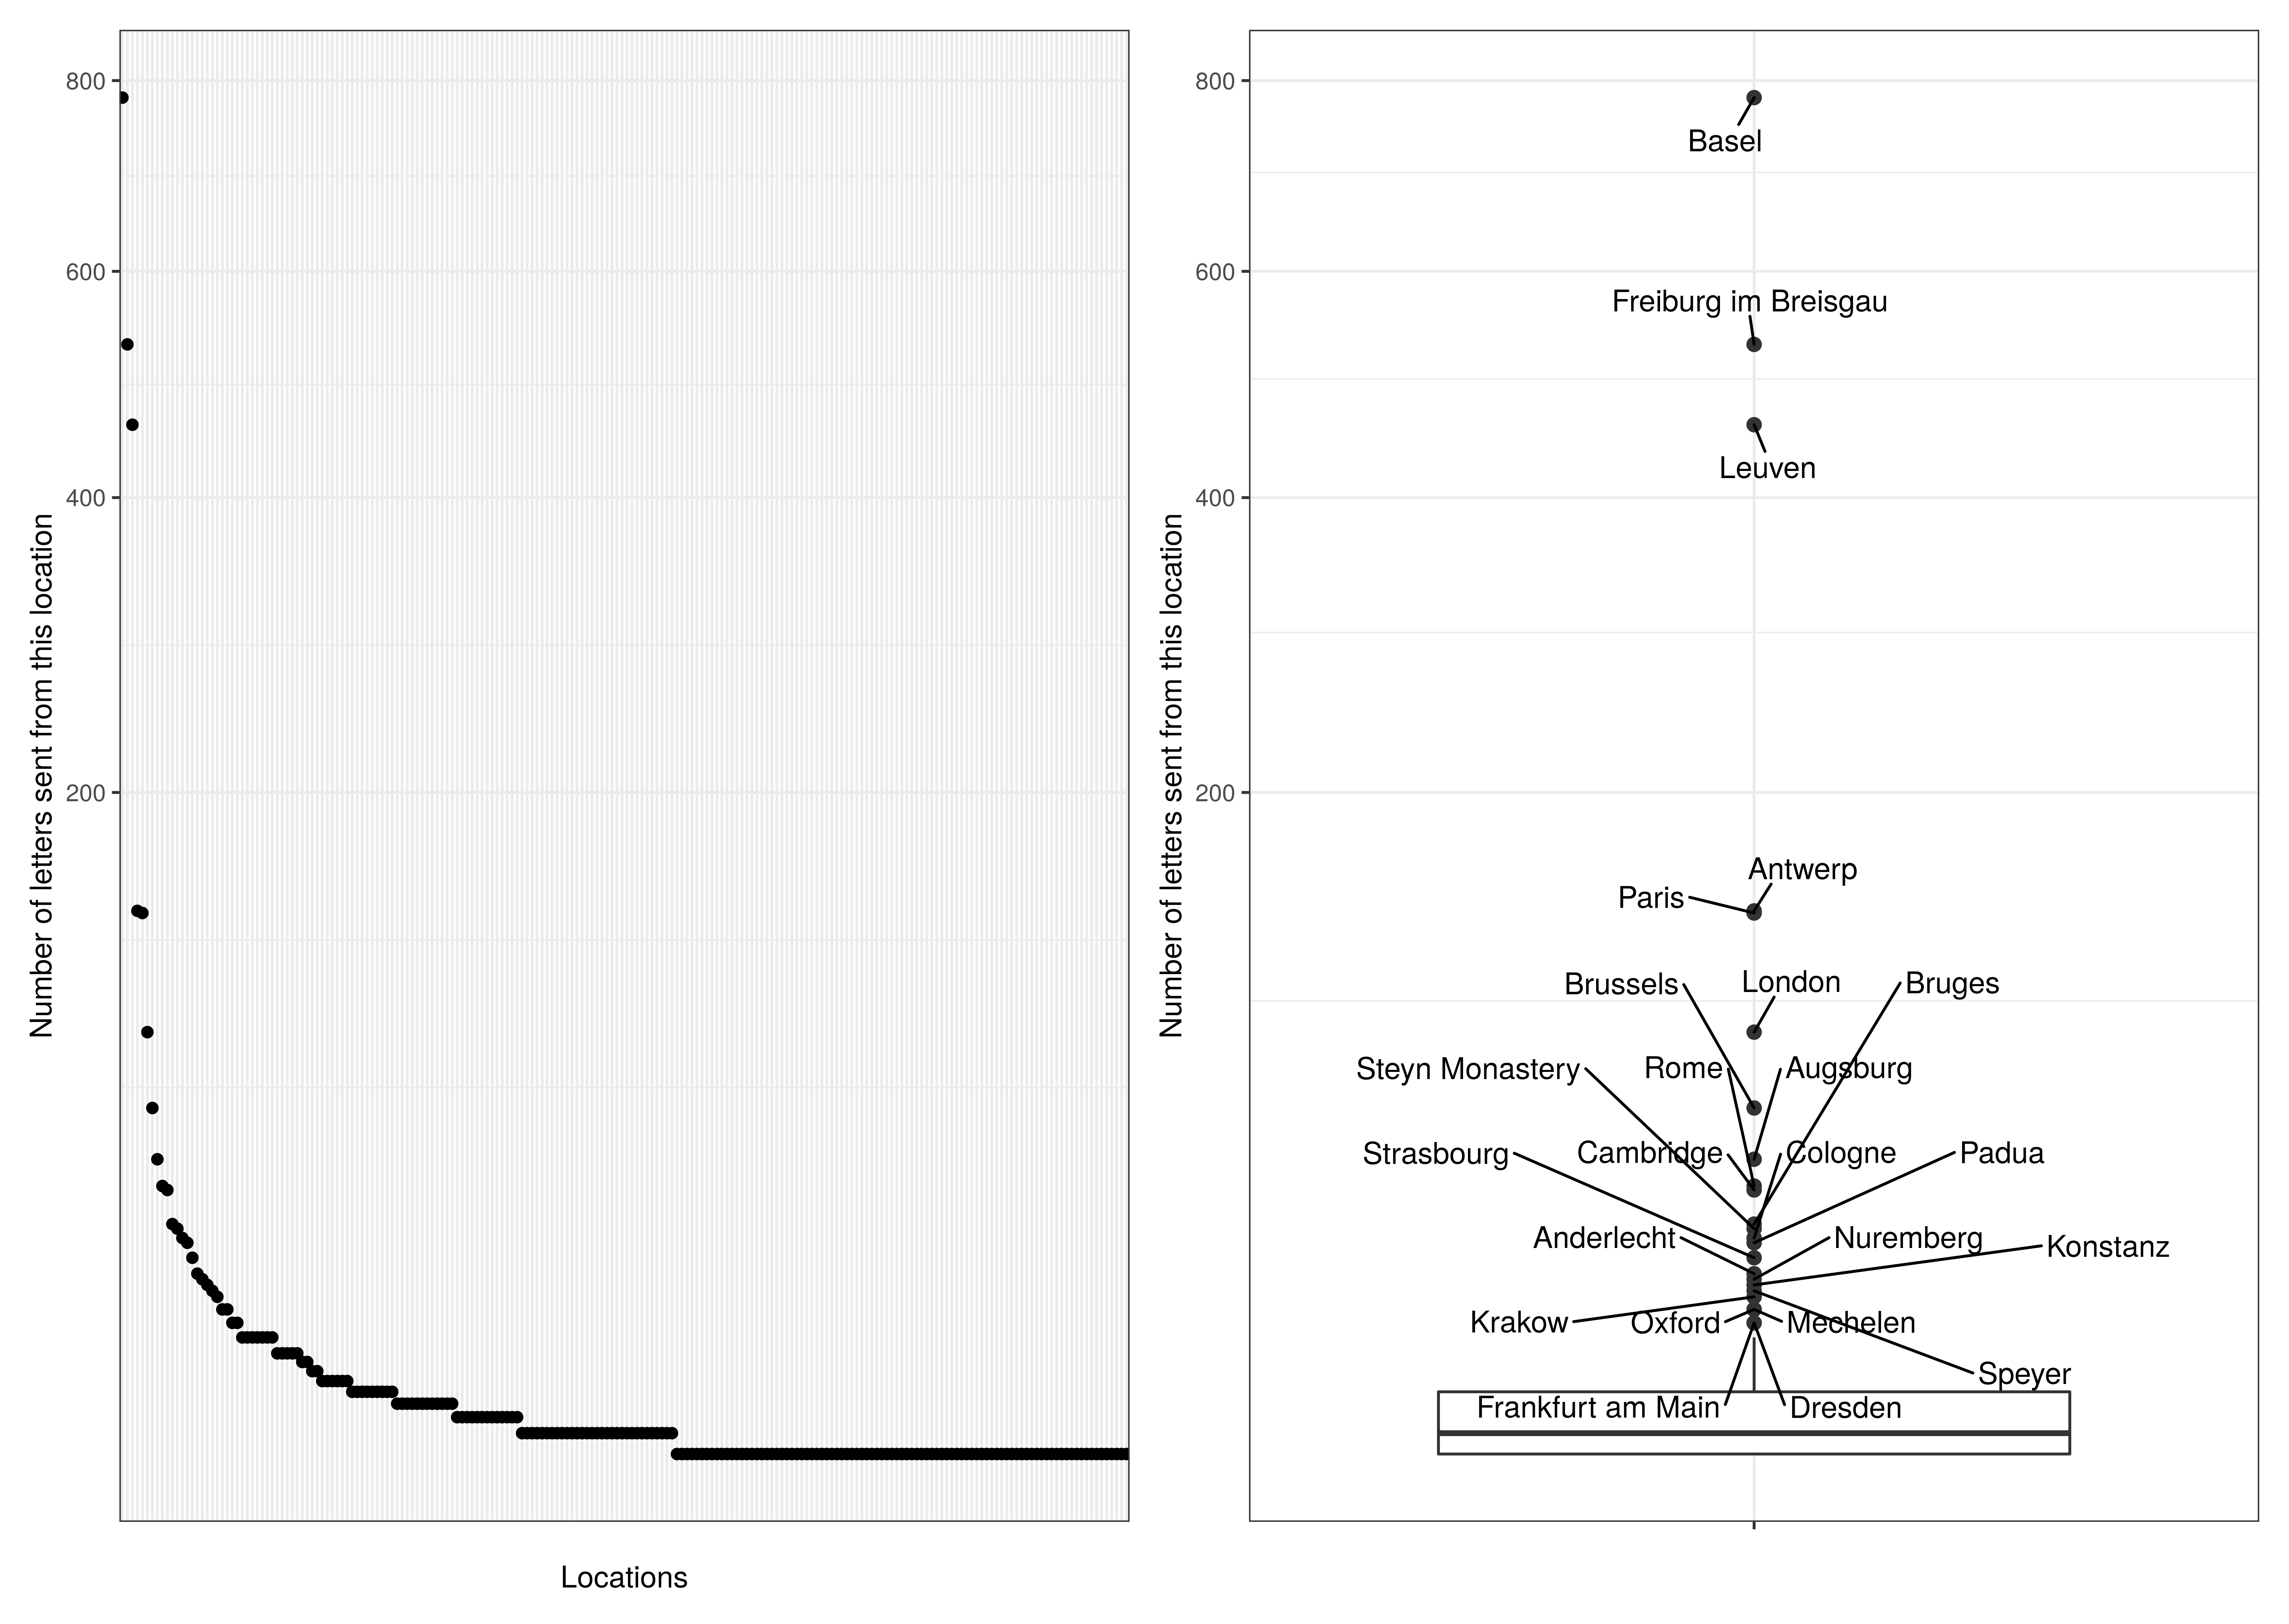 Number of letters sent from this location
800
600
400
200
Locations
Number of letters sent from this location
800
600
400
200
Basel
Freiburg im Breisgau
Leuven
Antwerp
Paris
Brussels
London
Bruges
Steyn Monastery
Rome
Augsburg
Strasbourg
Cambridge
Cologne
Padua
Anderlecht
Nuremberg
Konstanz
Krakow
Oxford
Mechelen
Speyer
Frankfurt am Main
Dresden